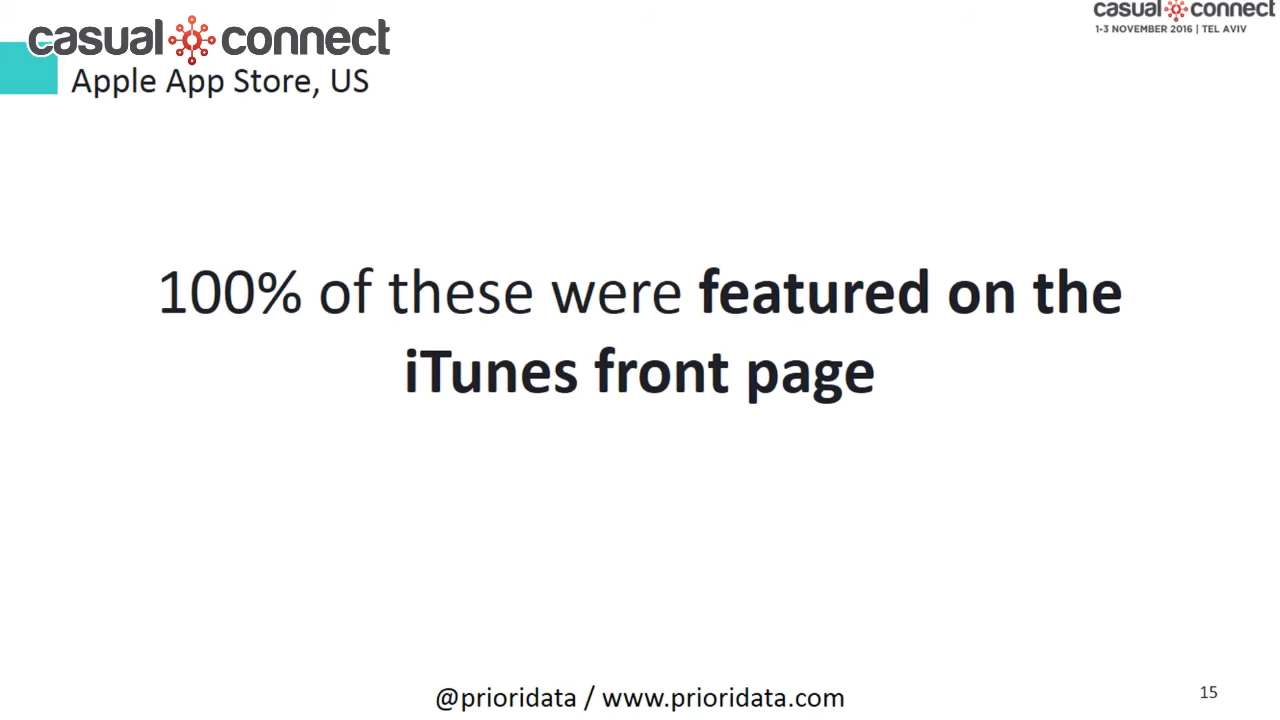 casual connect
casual connect
1-3 NOVEMBER 2016 | TEL AVIV
Apple App Store, US
100% of these were featured on the
iTunes front page
@prioridata / www.prioridata.com
15